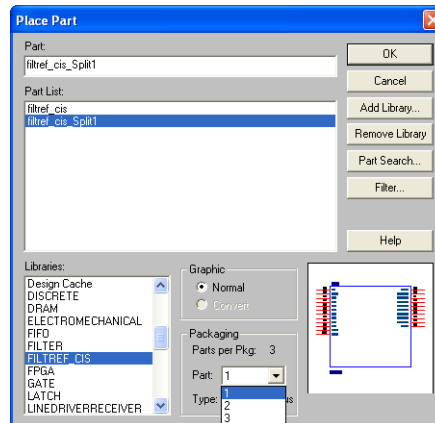 Place Part
Part:
filtref_cis_Split1
OK
Cancel
Part List:
filtref_cis
filtref_cis_Split1
Add Library...
Remove Library
Part Search...
Filter...
Help
Libraries:
Design Cache
DISCRETE
DRAM
ELECTROMECHANICAL
FIFO
FILTER
FILTREF_CIS
FPGA
GATE
LATCH
LINEDRIVERRECEIVER
Graphic
Normal
Convert
Packaging
Parts per Pkg: 3
Part: 1
1
2
3
Type: